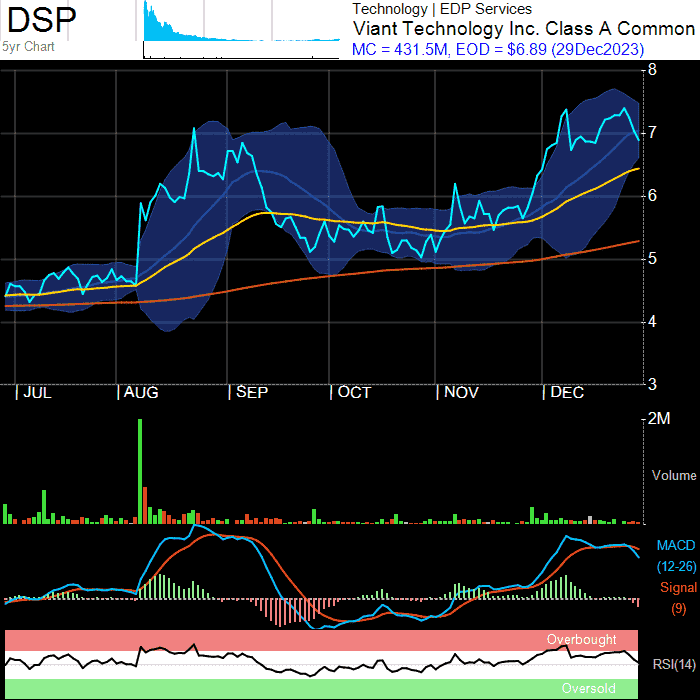 DSP
5yr Chart
Technology | EDP Services
Viant Technology Inc. Class A Common
MC = 431.5M, EOD = $6.89 (29Dec2023)
8
7
6
5
4
3
JUL AUG SEP OCT NOV DEC
2M
Volume
MACD
(12-26)
Signal
(9)
Overbought
RSI(14)
Oversold